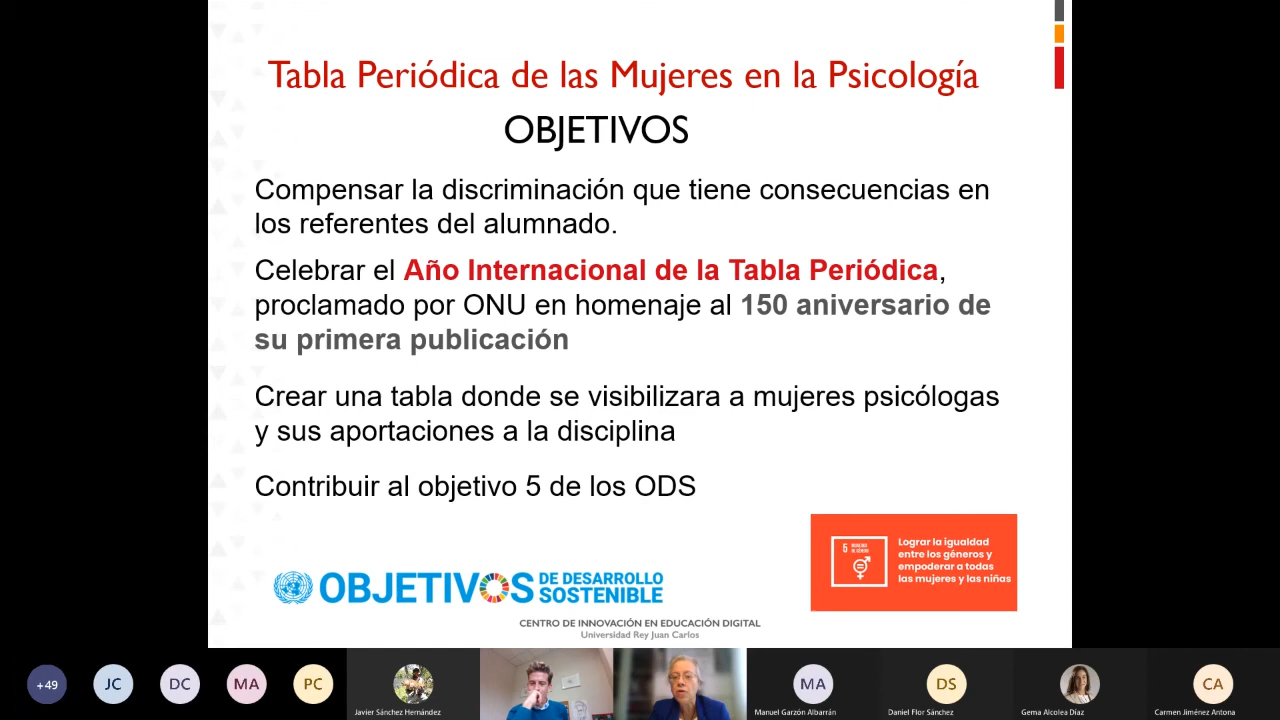 Tabla Periódica de las Mujeres en la Psicología
OBJETIVOS
Compensar la discriminación que tiene consecuencias en
los referentes del alumnado.
Celebrar el Año Internacional de la Tabla Periódica,
proclamado por ONU en homenaje al 150 aniversario de
su primera publicación
Crear una tabla donde se visibilizara a mujeres psicólogas
y sus aportaciones a la disciplina
Contribuir al objetivo 5 de los ODS
5 IGUALDAD
DE GÉNERO
Lograr la igualdad
entre los géneros y
empoderar a todas
las mujeres y las niñas
OBJETIVOS DE DESARROLLO
SOSTENIBLE
CENTRO DE INNOVACIÓN EN EDUCACIÓN DIGITAL
Universidad Rey Juan Carlos
+49
JC
DC
MA
PC
Javier Sánchez Hernández
MA
Manuel Garzón Albarrán
DS
Daniel Flor Sánchez
Gema Alcolea Díaz
CA
Carmen Jiménez Antona